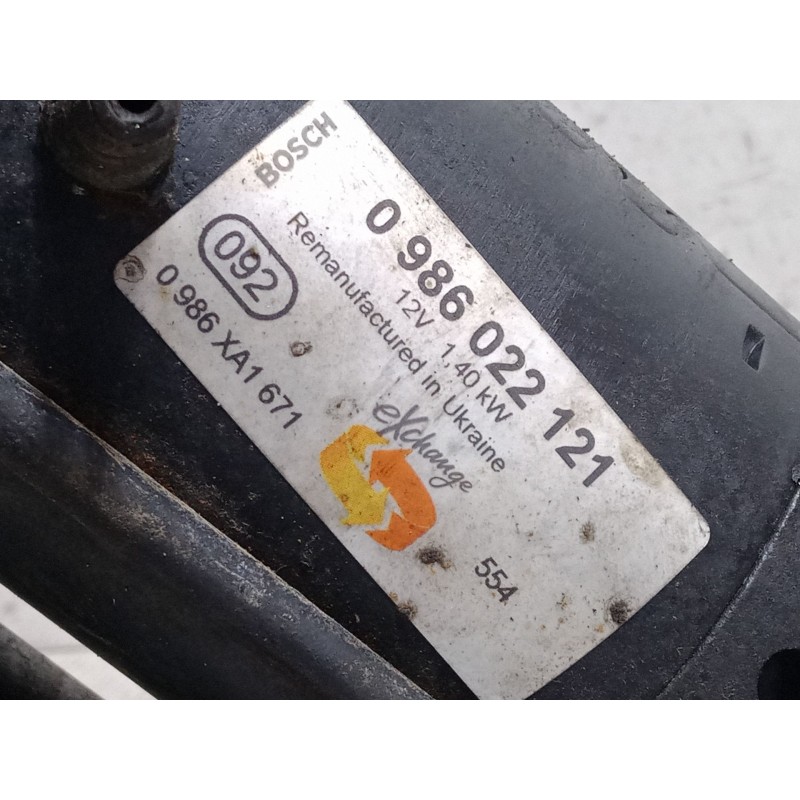 BOSCH
0 986 022 121
12V 1,40 kW
Remanufactured in Ukraine
092
0 986 XA1 671
eXchange
554